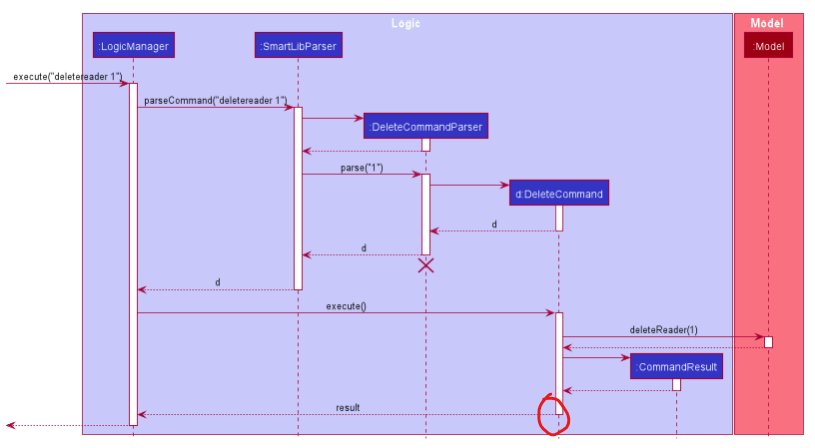 Logic
Model
:LogicManager
:SmartLibParser
:Model
execute("deletereader 1")
parseCommand("deletereader 1")
:DeleteCommandParser
parse("1")
d:DeleteCommand
d
d
d
execute()
deleteReader(1)
:CommandResult
result